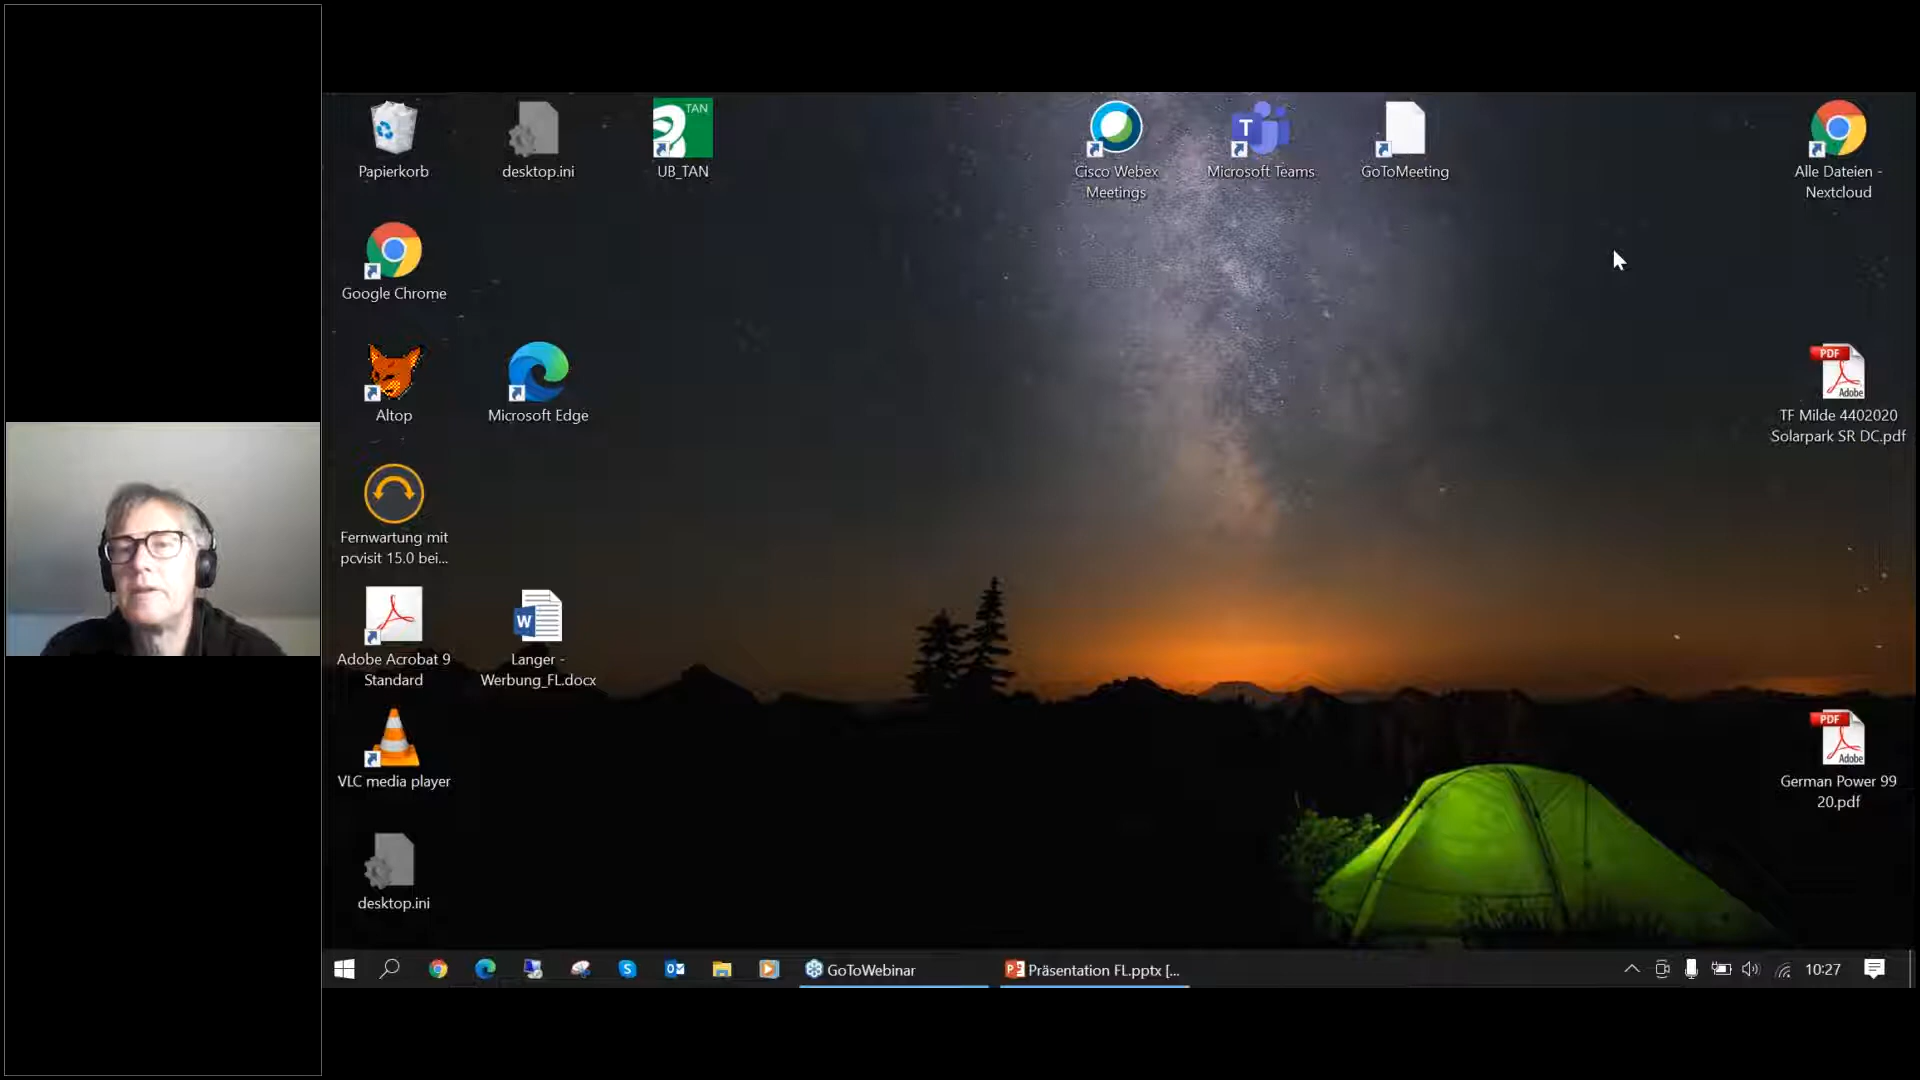 Papierkorb
desktop.ini
TAN
UB_TAN
Cisco Webex
Meetings
T
Microsoft Teams
GoToMeeting
Alle Dateien -
Nextcloud
Google Chrome
Altop
Microsoft Edge
PDF
Adobe
TF Milde 4402020
Solarpark SR DC.pdf
Fernwartung mit
pcvisit 15.0 bei...
Adobe Acrobat 9
Standard
W
Langer -
Werbung_FL.docx
VLC media player
PDF
Adobe
German Power 99
20.pdf
desktop.ini
GoToWebinar
Präsentation FL.pptx [...
10:27